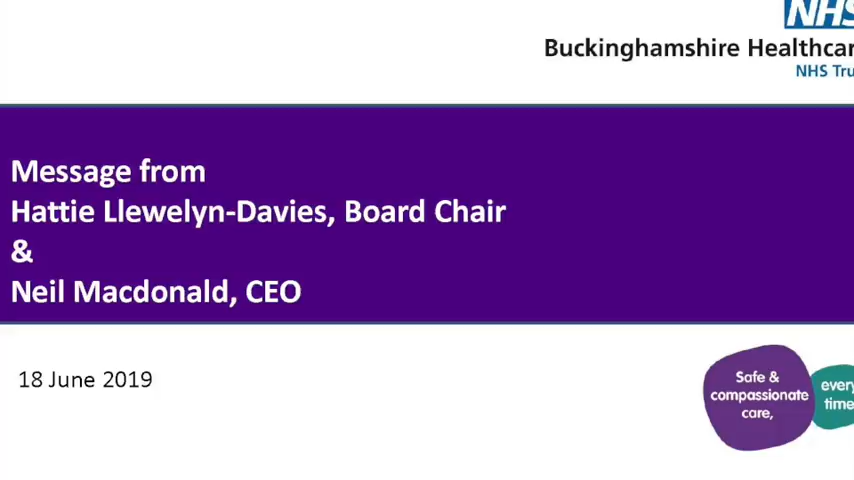 NHS
Buckinghamshire Healthcar
NHS Tru
Message from
Hattie Llewelyn-Davies, Board Chair
&
Neil Macdonald, CEO
18 June 2019
Safe &
compassionate
care,
every
time